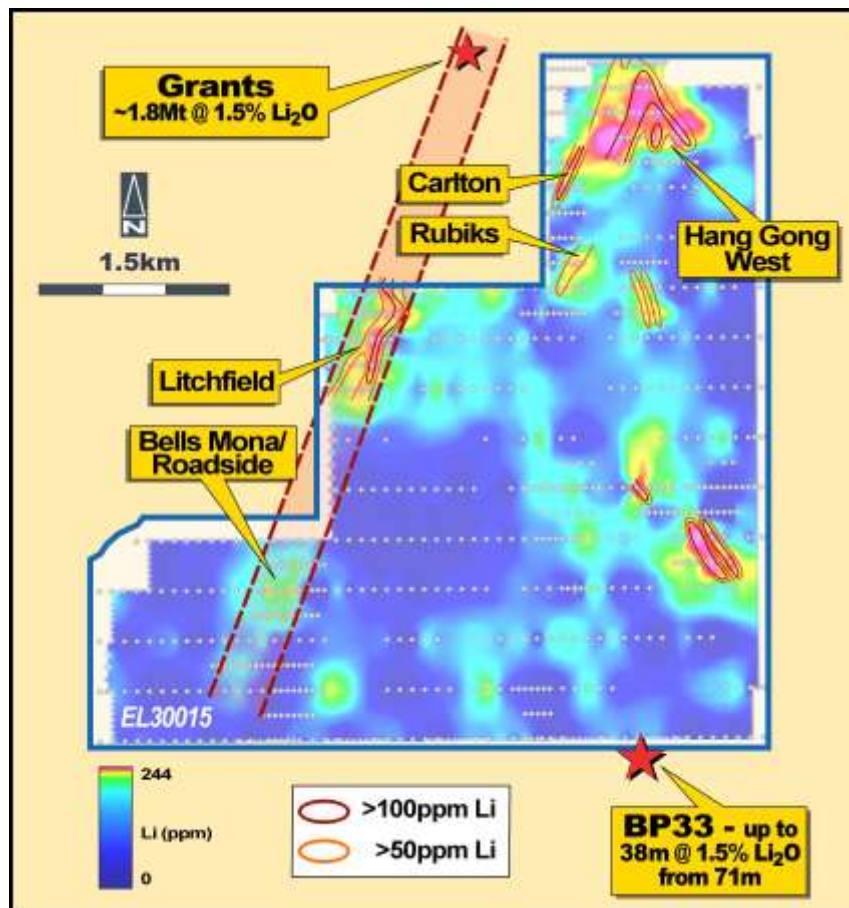 Grants
~1.8Mt @ 1.5% Li₂O
N
1.5km
Carlton
Rubiks
Hang Gong
West
Litchfield
Bells Mona/
Roadside
EL30015
244
Li (ppm)
0
>100ppm Li
>50ppm Li
BP33 - up to
38m @ 1.5% Li₂O
from 71m